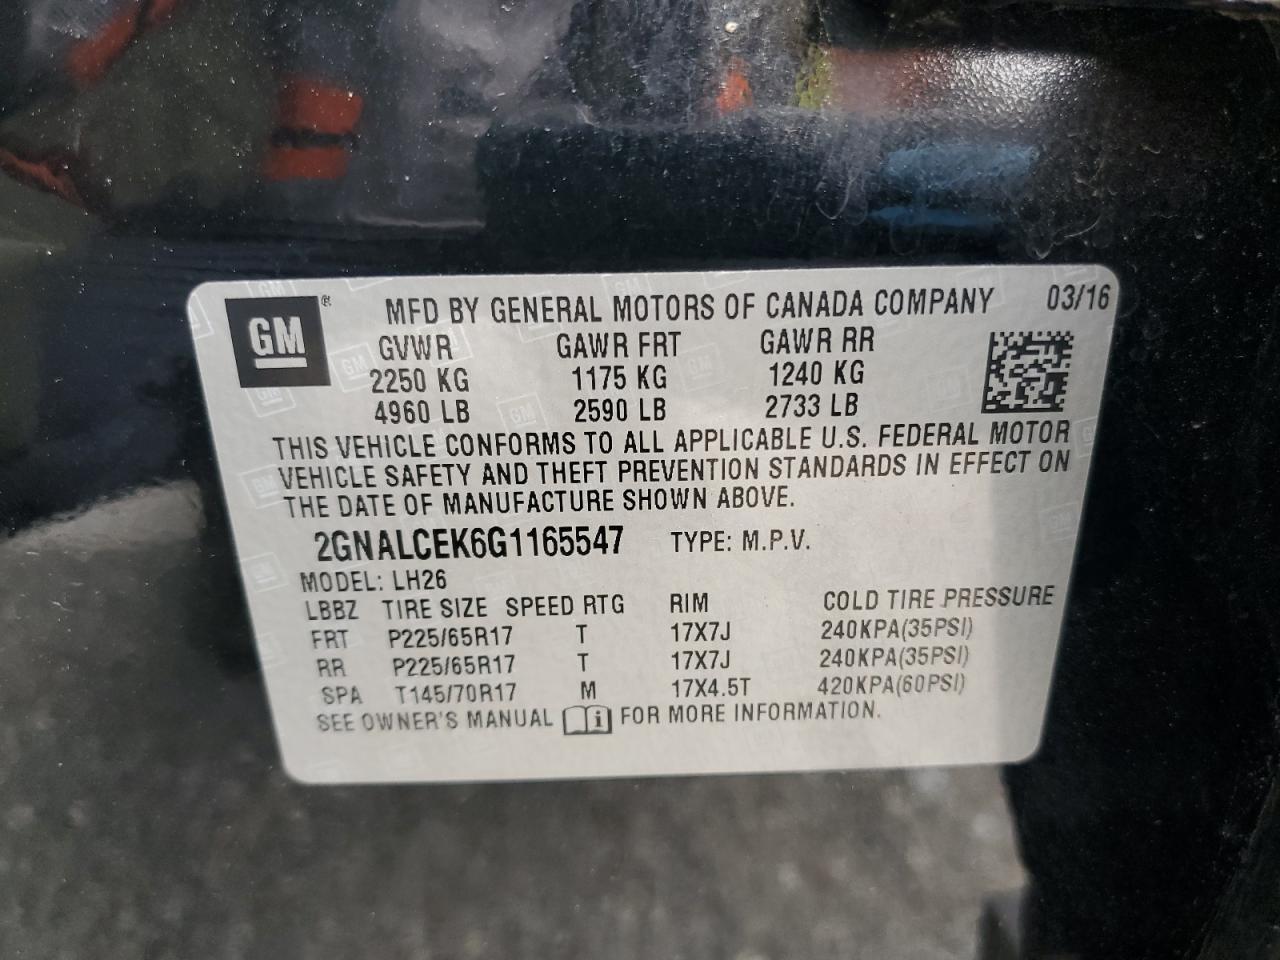 GM ® MFD BY GENERAL MOTORS OF CANADA COMPANY 03/16
GVWR GAWR FRT GAWR RR
2250 KG 1175 KG 1240 KG
4960 LB 2590 LB 2733 LB
THIS VEHICLE CONFORMS TO ALL APPLICABLE U.S. FEDERAL MOTOR
VEHICLE SAFETY AND THEFT PREVENTION STANDARDS IN EFFECT ON
THE DATE OF MANUFACTURE SHOWN ABOVE.
2GNALCEK6G1165547 TYPE: M.P.V.
MODEL: LH26
LBBZ TIRE SIZE SPEED RTG RIM COLD TIRE PRESSURE
FRT P225/65R17 T 17X7J 240KPA(35PSI)
RR P225/65R17 T 17X7J 240KPA(35PSI)
SPA T145/70R17 M 17X4.5T 420KPA(60PSI)
SEE OWNER'S MANUAL i FOR MORE INFORMATION.